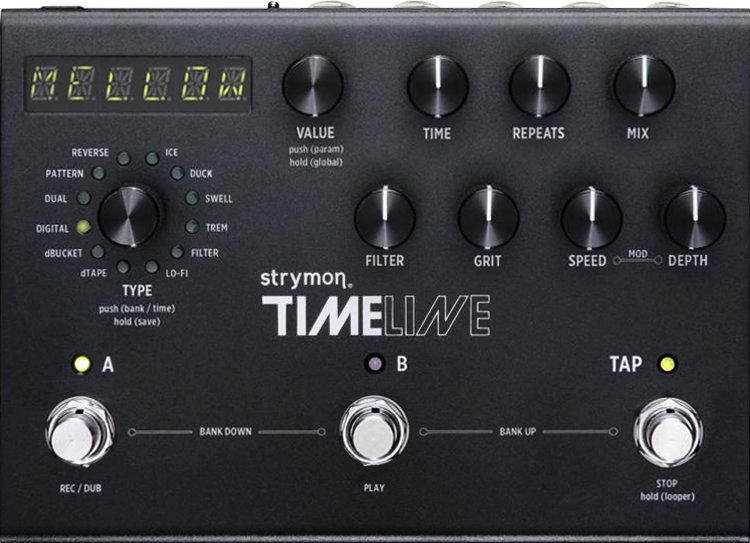 MELLOW
VALUE
push (param)
hold (global)
TIME
REPEATS
MIX
REVERSE
ICE
PATTERN
DUCK
DUAL
SWELL
DIGITAL
TREM
dBUCKET
FILTER
dTAPE
LO-FI
TYPE
push (bank / time)
hold (save)
FILTER
GRIT
SPEED
MOD
DEPTH
strymon®
TIMELINE
A
B
TAP
BANK DOWN
BANK UP
REC / DUB
PLAY
STOP
hold (looper)